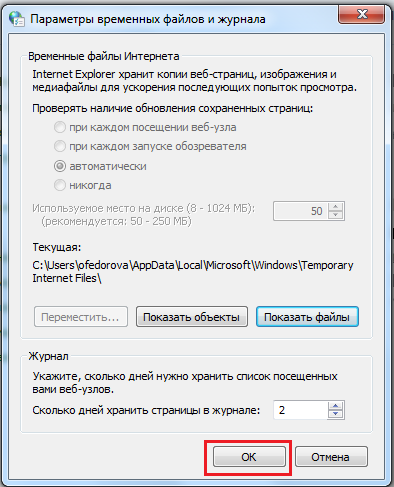 Параметры временных файлов и журнала
Временные файлы Интернета
Internet Explorer хранит копии веб-страниц, изображения и
медиафайлы для ускорения последующих попыток просмотра.
Проверять наличие обновления сохраненных страниц:
при каждом посещении веб-узла
при каждом запуске обозревателя
автоматически
никогда
Используемое место на диске (8 - 1024 МБ):
50
(рекомендуется: 50 - 250 МБ)
Текущая:
C:\Users\ofedorova\AppData\Local\Microsoft\Windows\Temporary
Internet Files\
Переместить... Показать объекты Показать файлы
Журнал
Укажите, сколько дней нужно хранить список посещенных
вами веб-узлов.
Сколько дней хранить страницы в журнале: 2
ОК Отмена